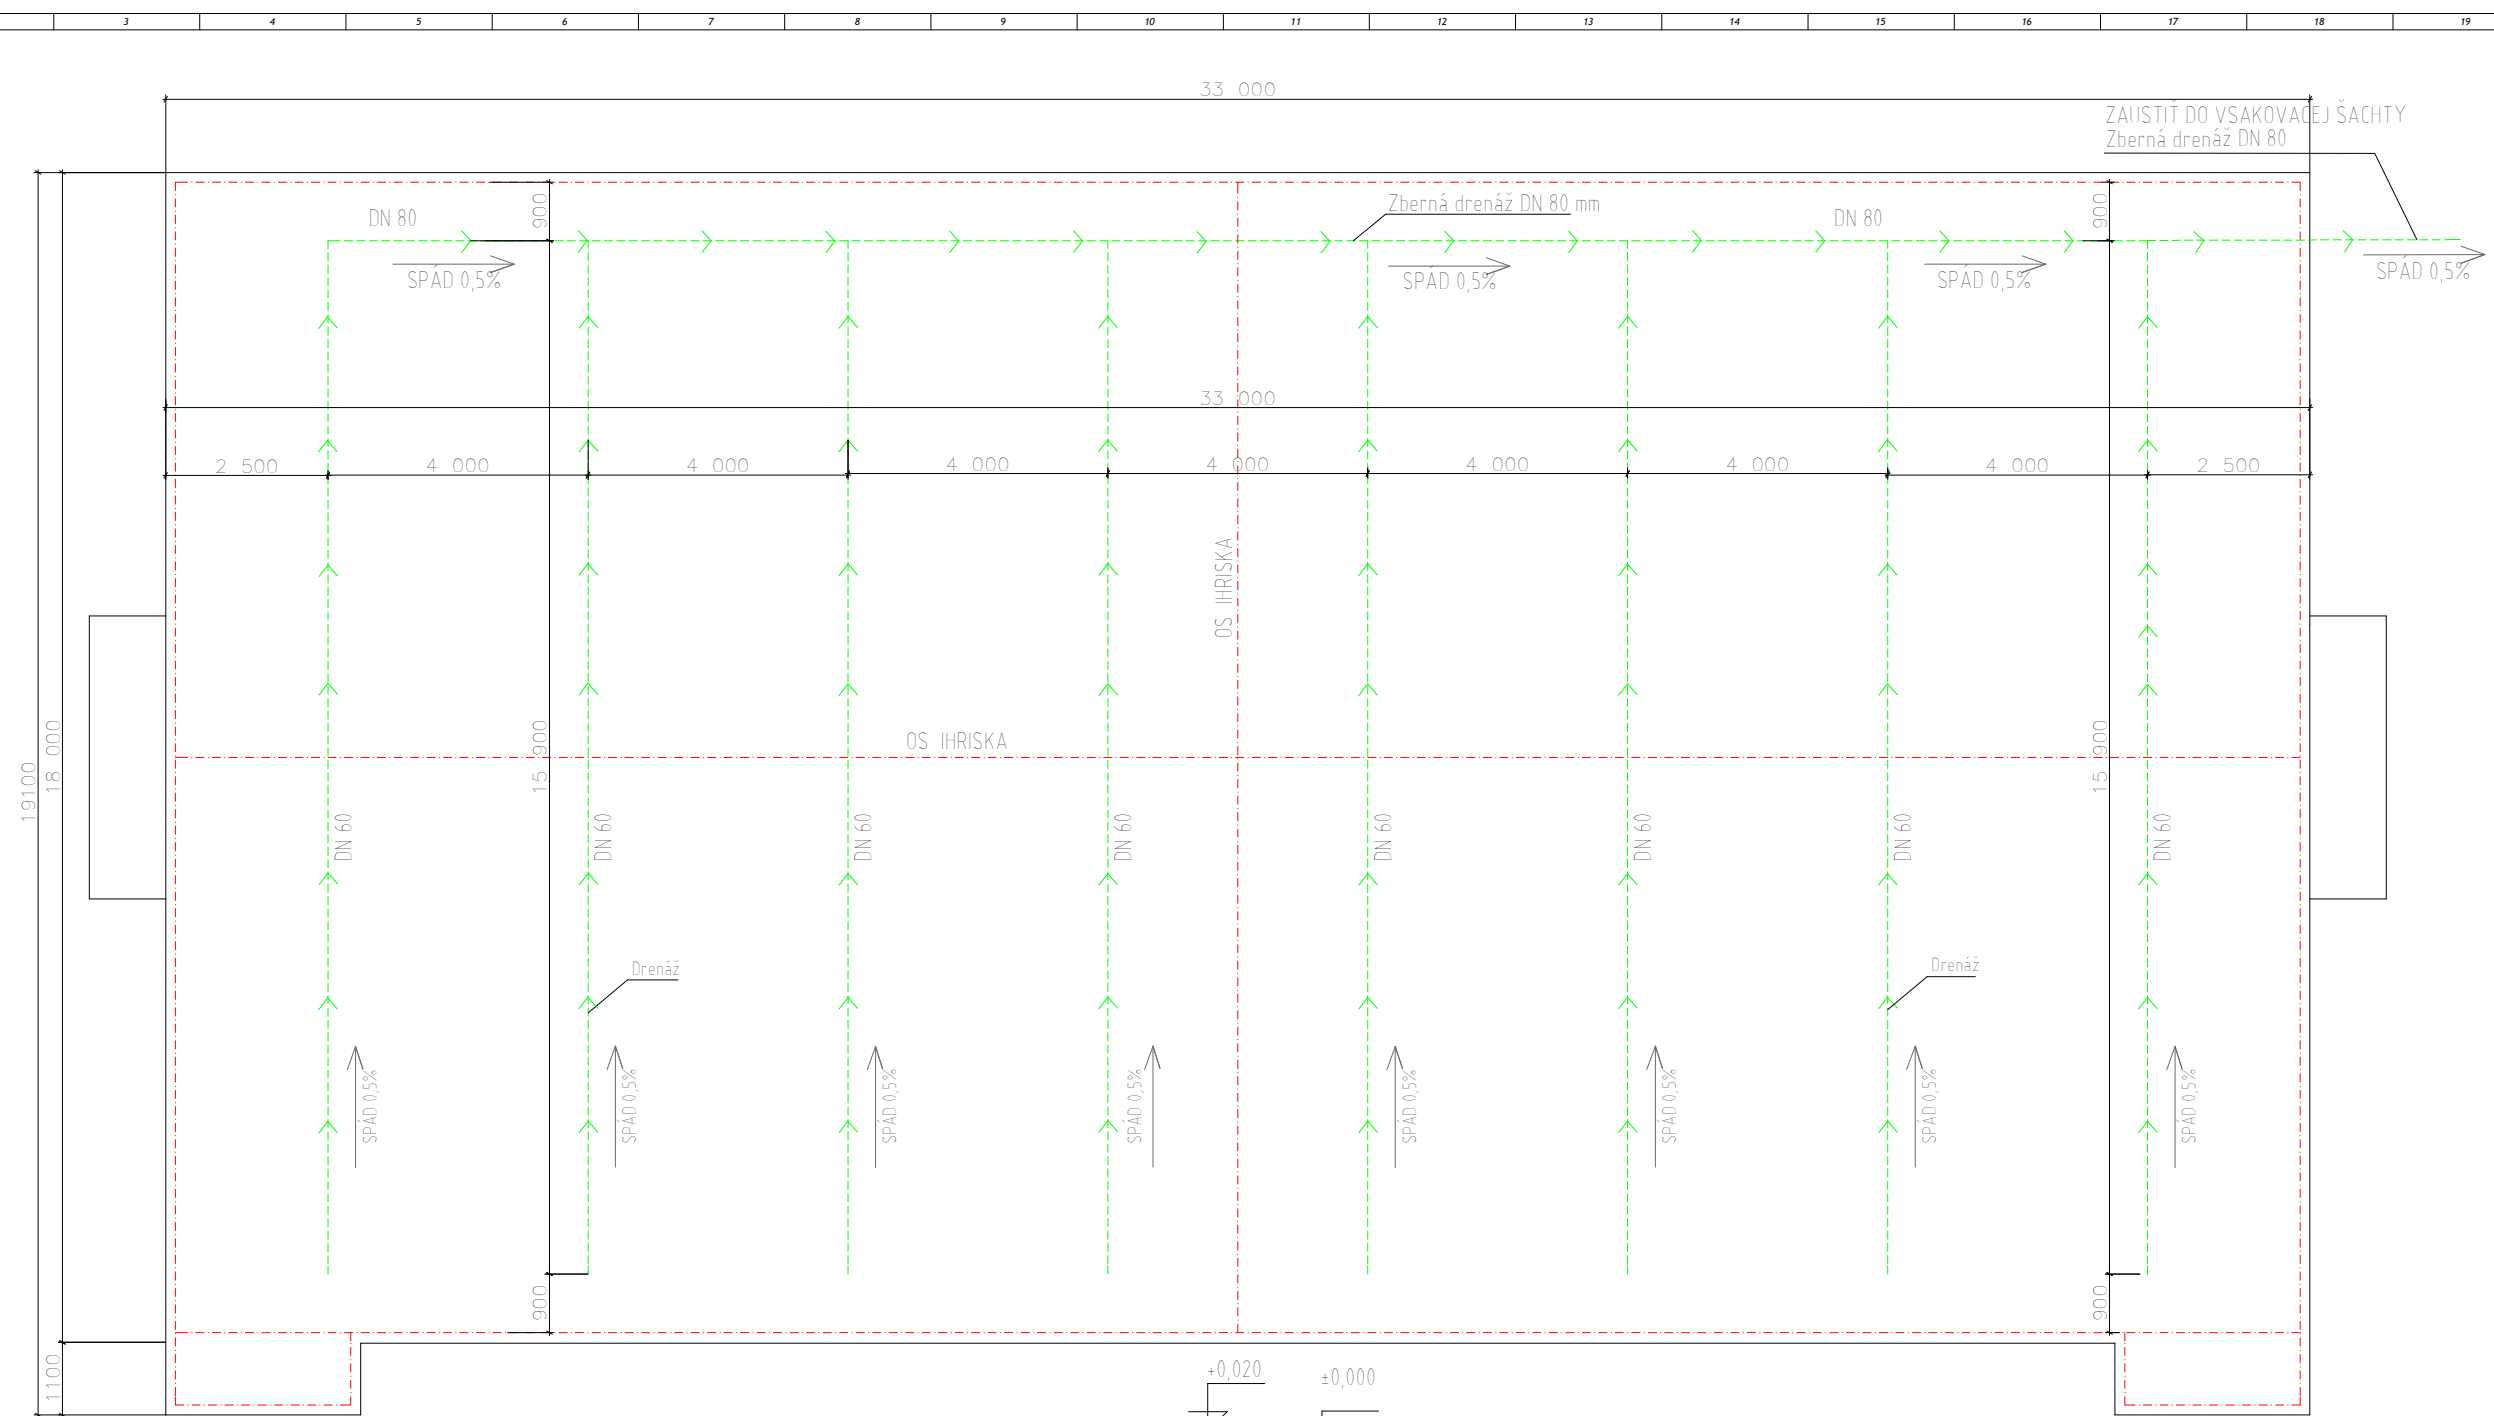 3 4 5 6 7 8 9 10 11 12 13 14 15 16 17 18 19
33 000
ZAUSTIŤ DO VSAKOVACEJ ŠACHTY
Zberná drenáž DN 80
900
DN 80
Zberná drenáž DN 80 mm
DN 80
900
SPÁD 0,5%
SPÁD 0,5%
SPÁD 0,5%
SPÁD 0,5%
33 000
2 500 4 000 4 000 4 000 4 000 4 000 4 000 4 000 2 500
OS IHRISKA
OS IHRISKA
19100
18 000
15 900
15 900
DN 60
DN 60
DN 60
DN 60
DN 60
DN 60
DN 60
DN 60
Drenáž
Drenáž
SPÁD 0,5%
SPÁD 0,5%
SPÁD 0,5%
SPÁD 0,5%
SPÁD 0,5%
SPÁD 0,5%
SPÁD 0,5%
SPÁD 0,5%
900
900
1100
+0,020
±0,000